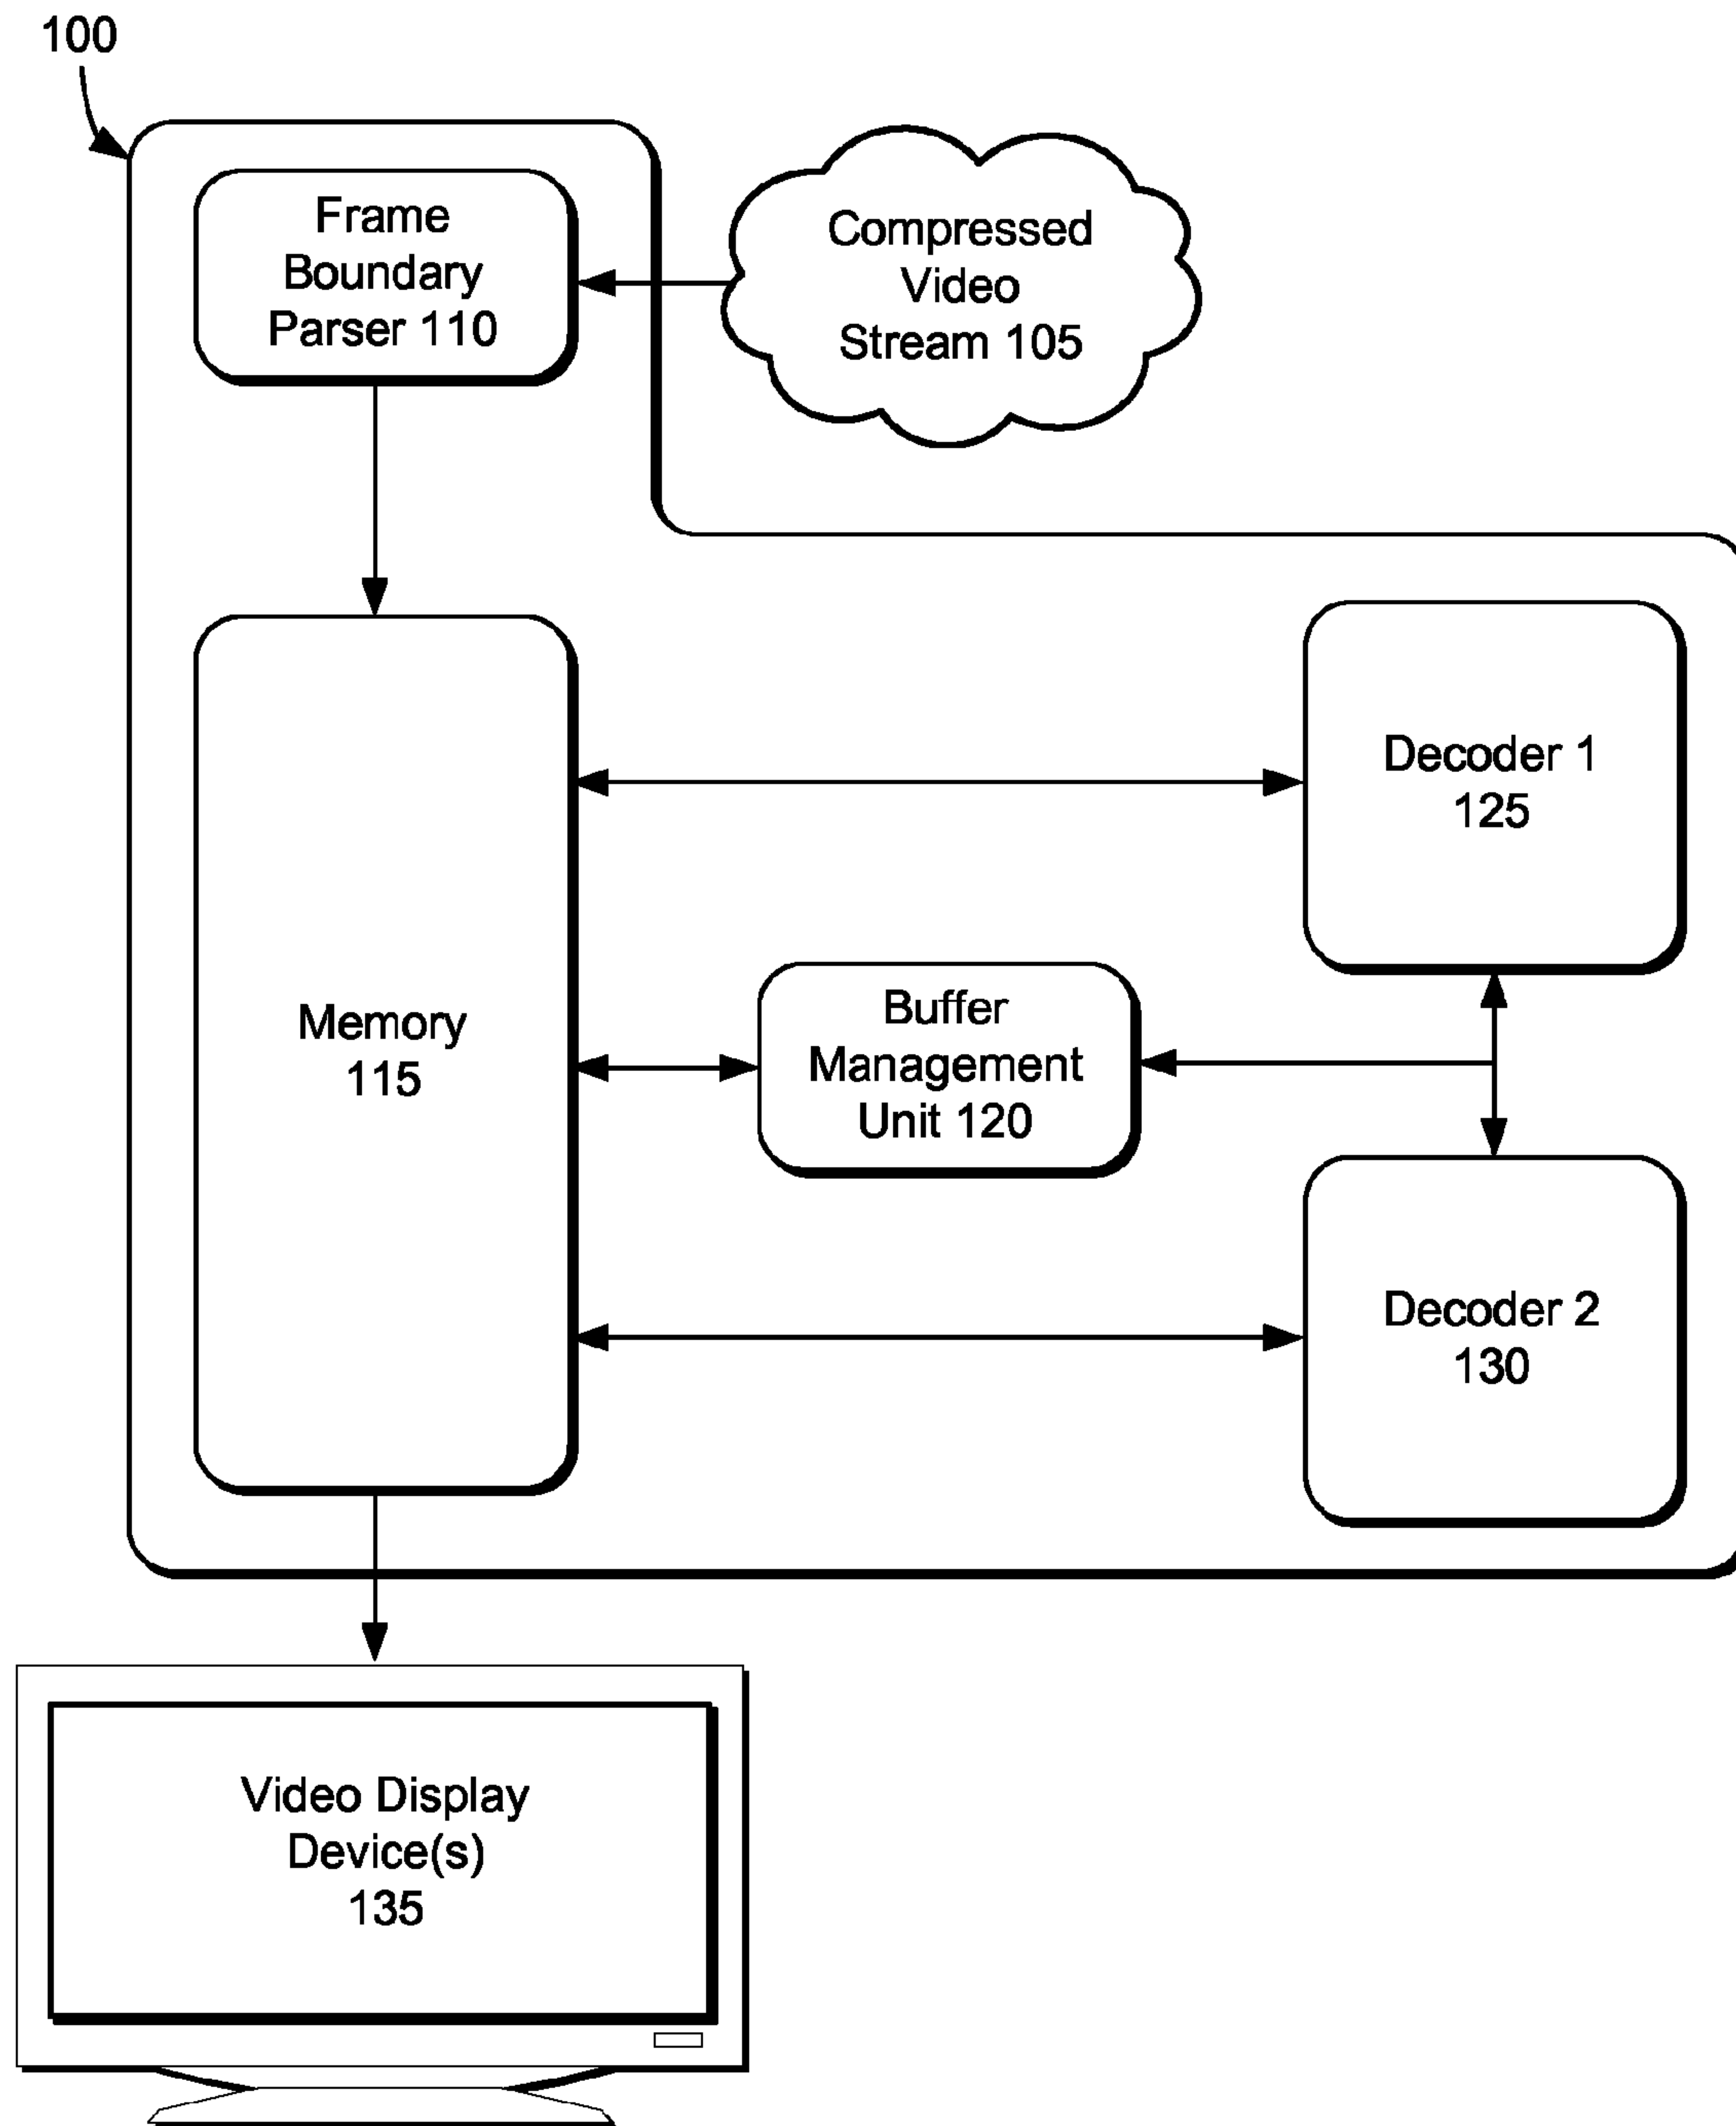 100
Frame
Boundary
Parser 110
Compressed
Video
Stream 105
Decoder 1
125
Memory
115
Buffer
Management
Unit 120
Decoder 2
130
Video Display
Device(s)
135